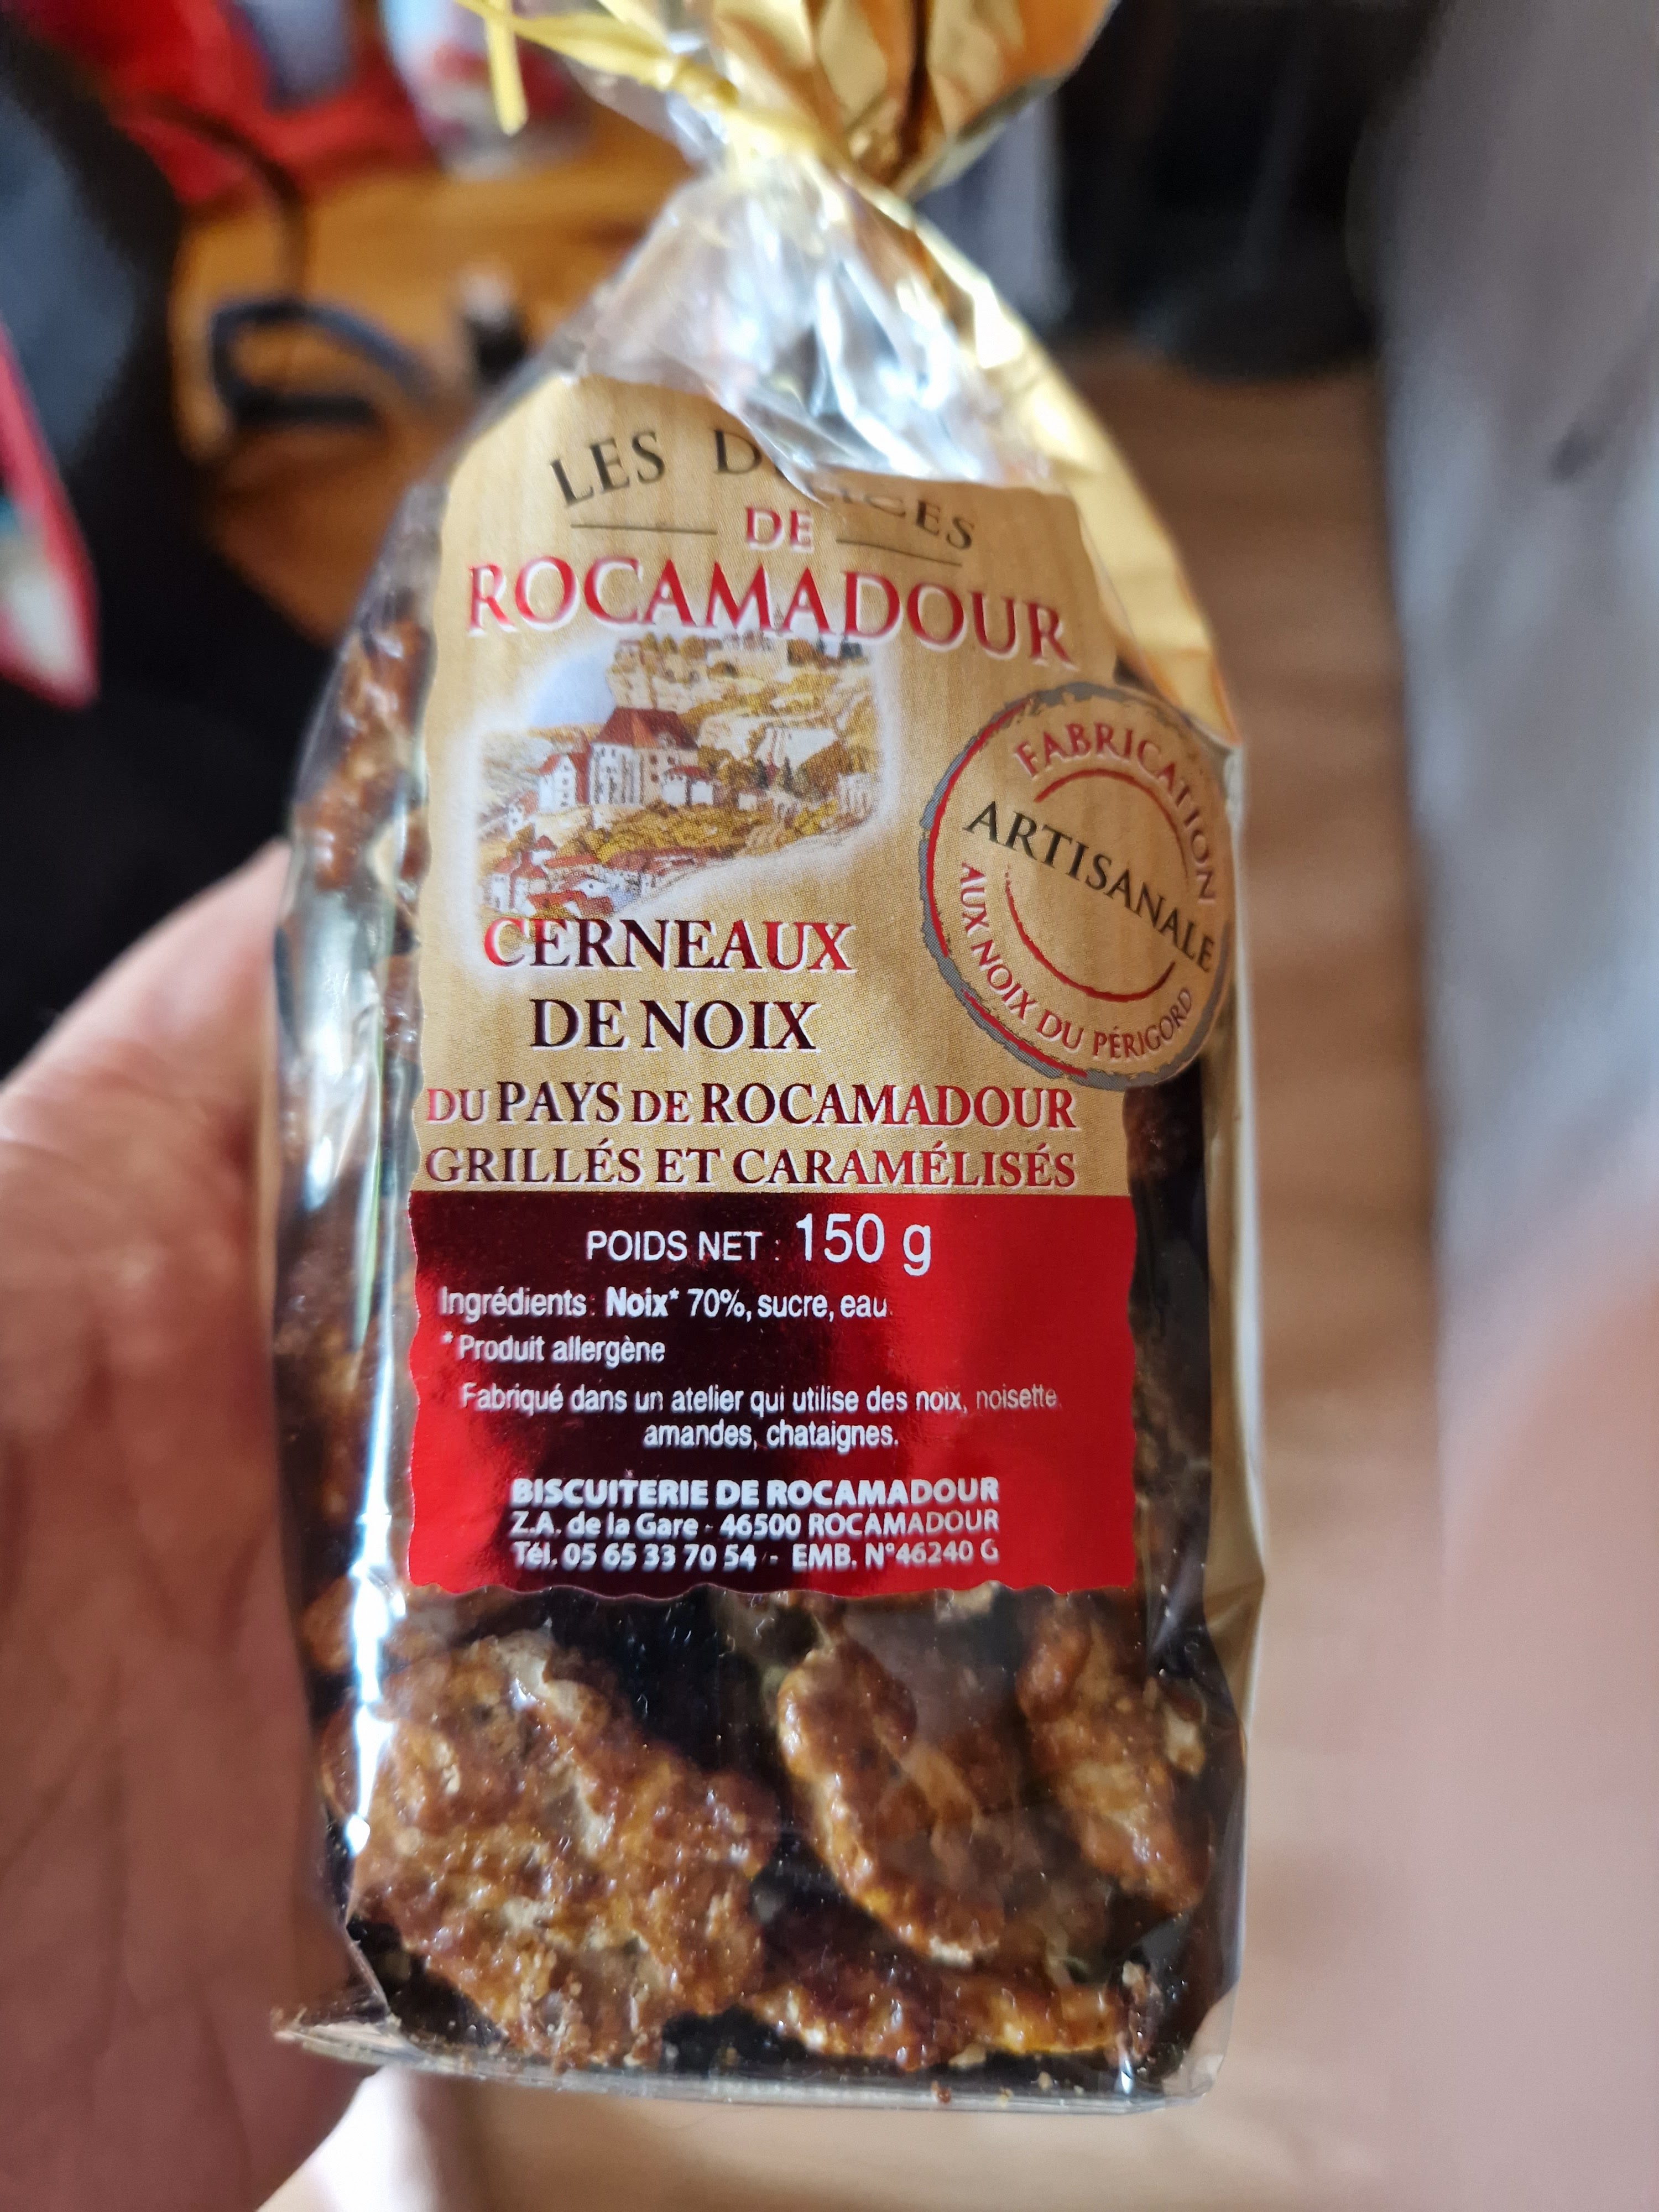 LES
DE
ROCAMADOUR
FABRICATION
ARTISANALE
AUX NOIX DU PÉRIGORD
CERNEAUX
DE NOIX
DU PAYS DE ROCAMADOUR
GRILLÉS ET CARAMÉLISÉS
POIDS NET : 150 g
Ingrédients: Noix* 70%, sucre, eau.
* Produit allergène
Fabriqué dans un atelier qui utilise des noix, noisette,
amandes, chataignes.
BISCUITERIE DE ROCAMADOUR
Z.A. de la Gare - 46500 ROCAMADOUR
Tél. 05 65 33 70 54 - EMB. N°46240 G